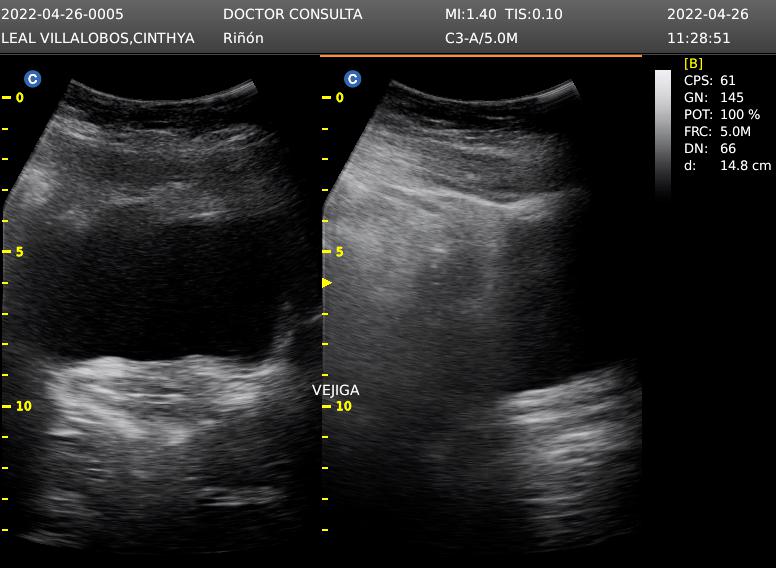 2022-04-26-0005 DOCTOR CONSULTA MI:1.40 TIS:0.10 2022-04-26
LEAL VILLALOBOS,CINTHYA Riñón C3-A/5.0M 11:28:51
C C
[B]
CPS: 61
GN: 145
POT: 100 %
FRC: 5.0M
DN: 66
d: 14.8 cm
0 0
5 5
VEJIGA
10 10